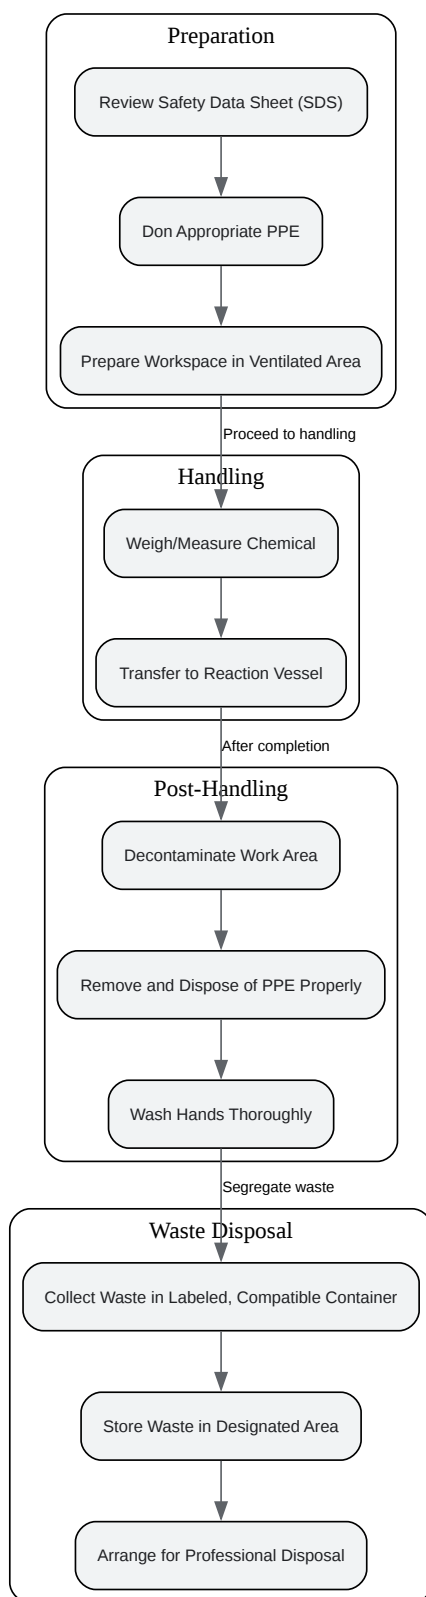 Preparation
Review Safety Data Sheet (SDS)
Don Appropriate PPE
Prepare Workspace in Ventilated Area
Proceed to handling
Handling
Weigh/Measure Chemical
Transfer to Reaction Vessel
After completion
Post-Handling
Decontaminate Work Area
Remove and Dispose of PPE Properly
Wash Hands Thoroughly
Segregate waste
Waste Disposal
Collect Waste in Labeled, Compatible Container
Store Waste in Designated Area
Arrange for Professional Disposal